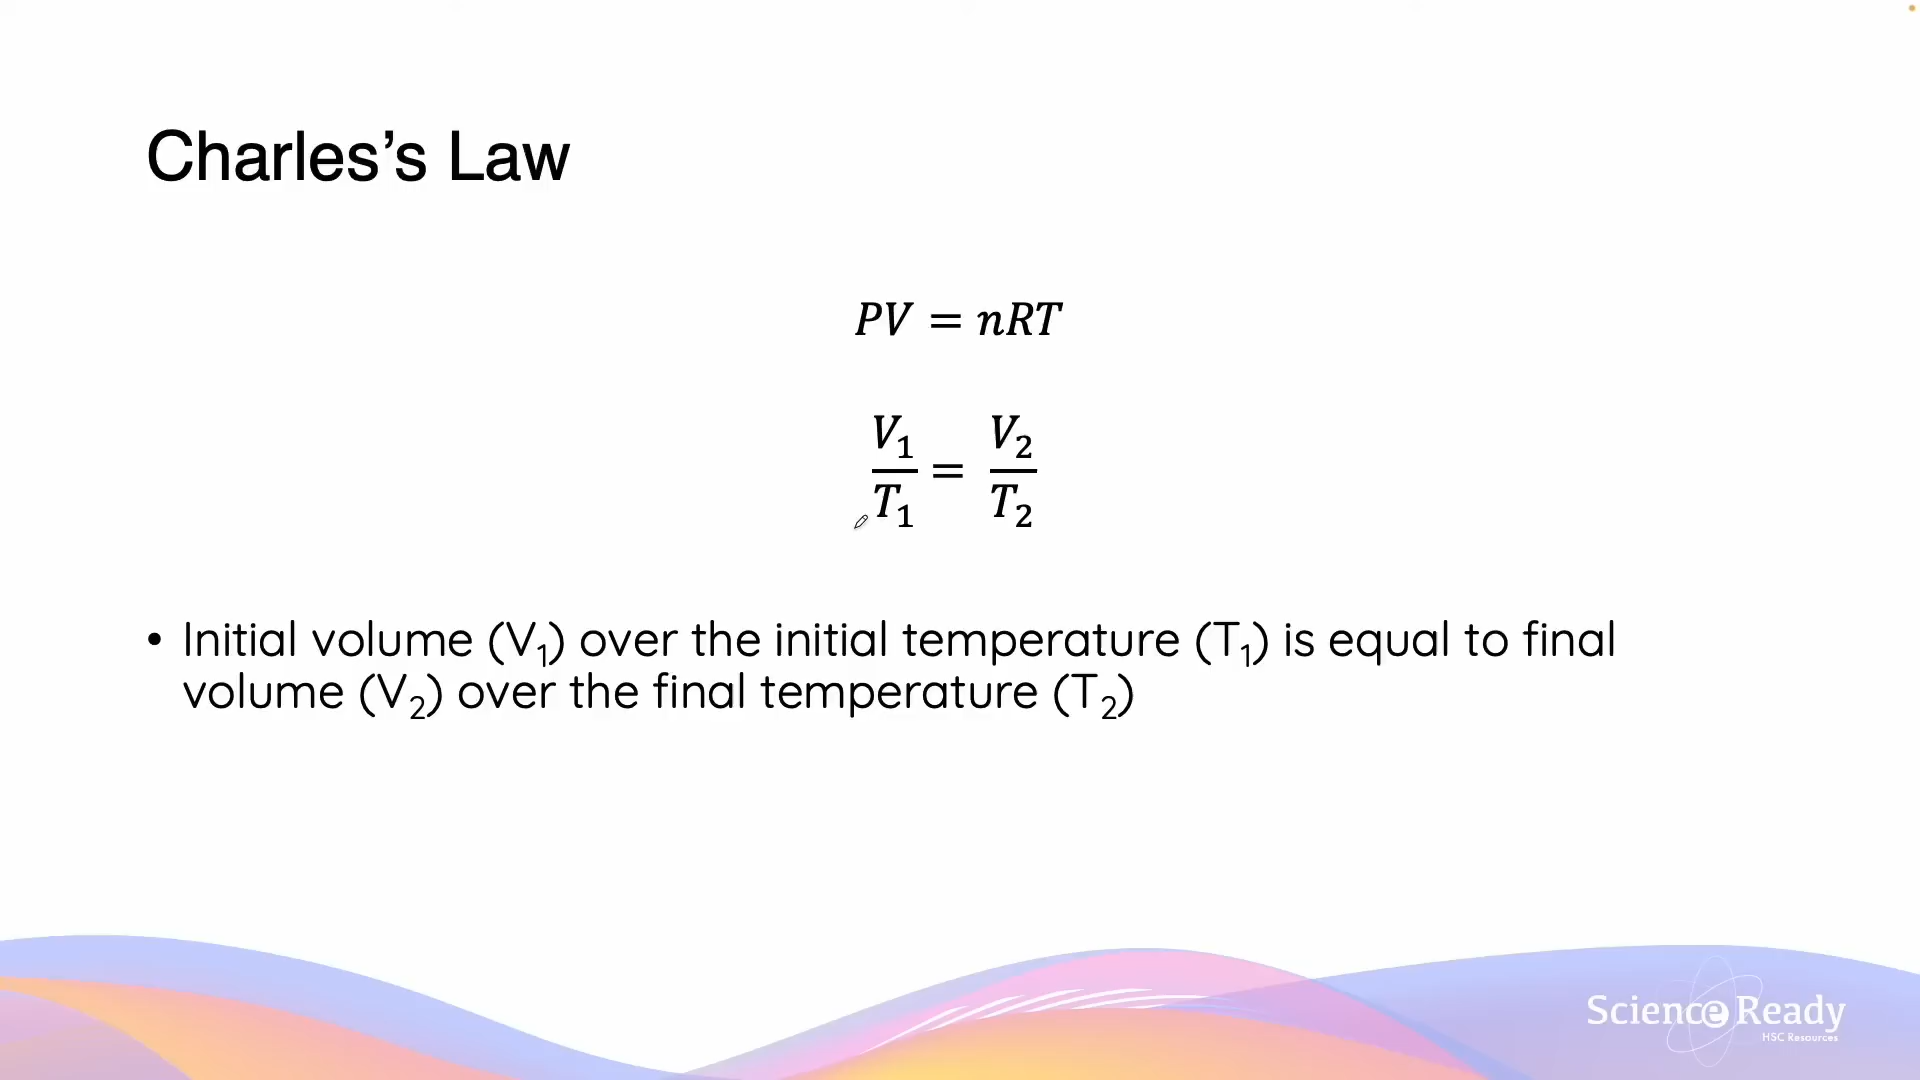 Charles’s Law
PV = nRT
V₁/T₁ = V₂/T₂
• Initial volume (V₁) over the initial temperature (T₁) is equal to final
volume (V₂) over the final temperature (T₂)
Science Ready
HSC Resources